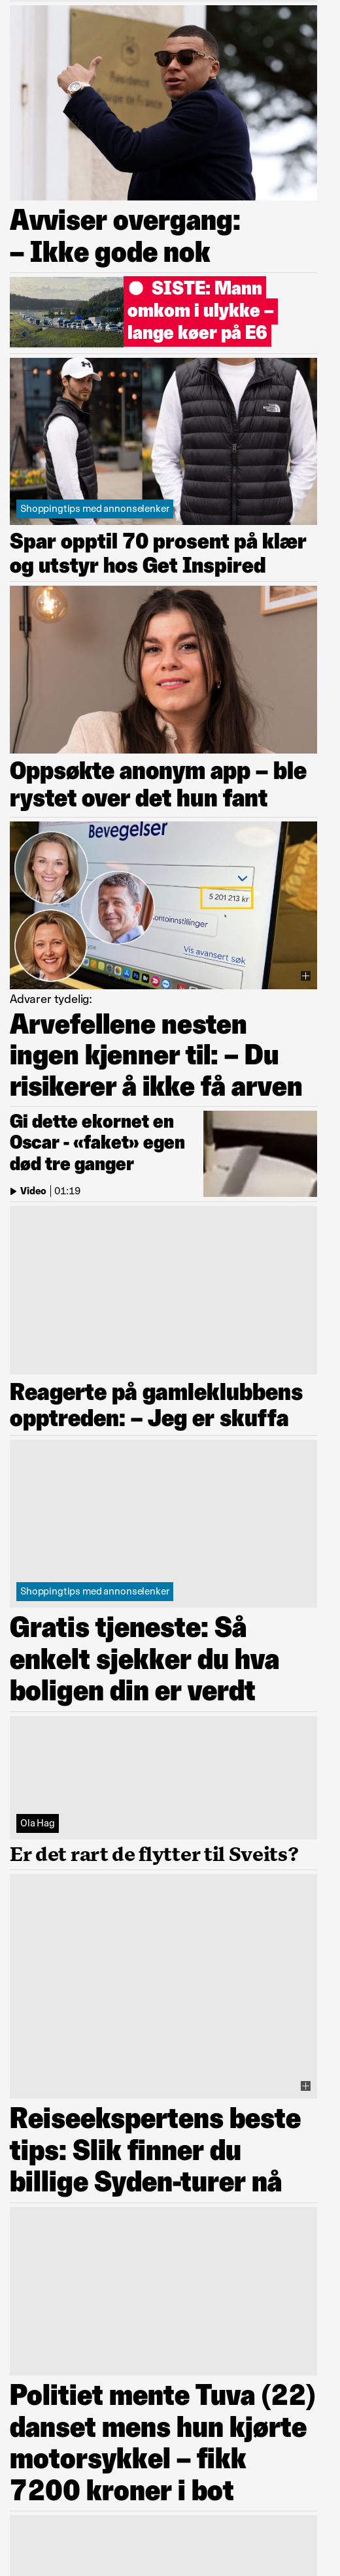 Avviser overgang:
– Ikke gode nok
SISTE: Mann
omkom i ulykke –
lange køer på E6
Shoppingtips med annonselenker
Spar opptil 70 prosent på klær
og utstyr hos Get Inspired
Oppsøkte anonym app – ble
rystet over det hun fant
Bevegelser
5 201 213 kr
ontoinnstillinger
Vis avansert søk
Advarer tydelig:
Arvefellene nesten
ingen kjenner til: – Du
risikerer å ikke få arven
Gi dette ekornet en
Oscar - «faket» egen
død tre ganger
Video | 01:19
Reagerte på gamleklubbens
opptreden: – Jeg er skuffa
Shoppingtips med annonselenker
Gratis tjeneste: Så
enkelt sjekker du hva
boligen din er verdt
Ola Hag
Er det rart de flytter til Sveits?
Reiseekspertens beste
tips: Slik finner du
billige Syden-turer nå
Politiet mente Tuva (22)
danset mens hun kjørte
motorsykkel – fikk
7200 kroner i bot